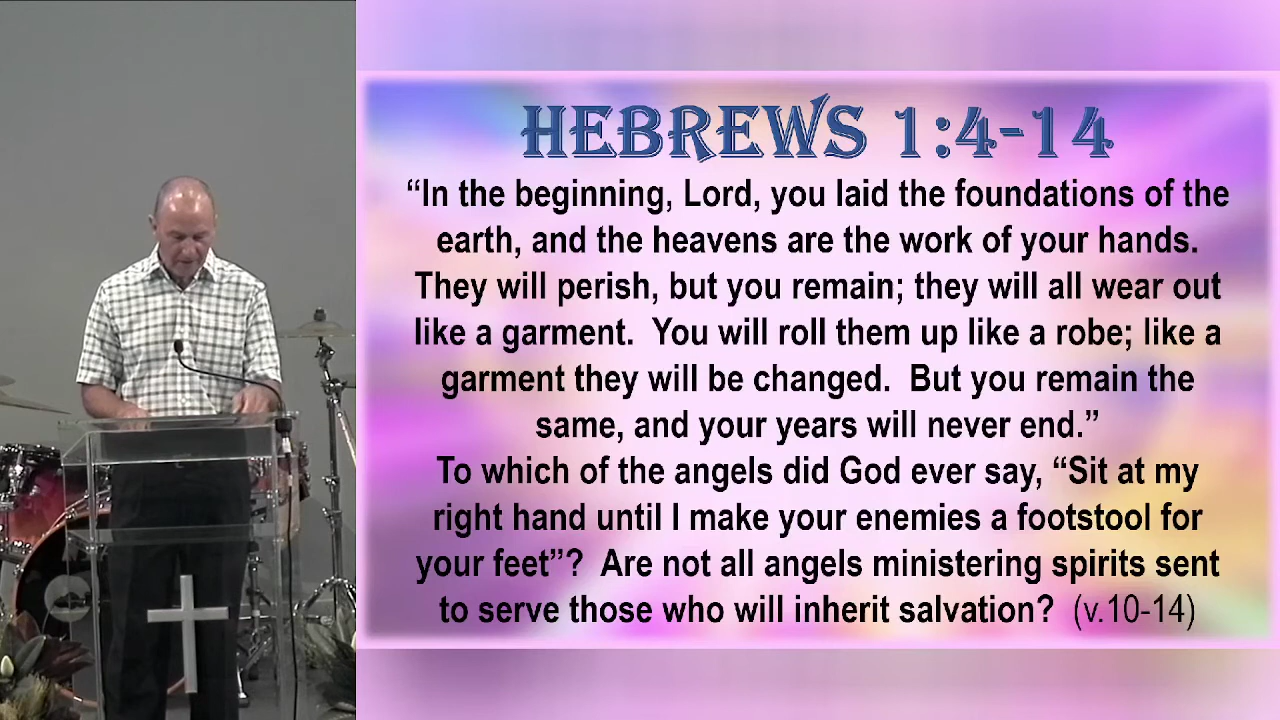 HEBREWS 1:4-14
“In the beginning, Lord, you laid the foundations of the
earth, and the heavens are the work of your hands.
They will perish, but you remain; they will all wear out
like a garment.  You will roll them up like a robe; like a
garment they will be changed.  But you remain the
same, and your years will never end.”
To which of the angels did God ever say, “Sit at my
right hand until I make your enemies a footstool for
your feet”?  Are not all angels ministering spirits sent
to serve those who will inherit salvation?  (v.10-14)